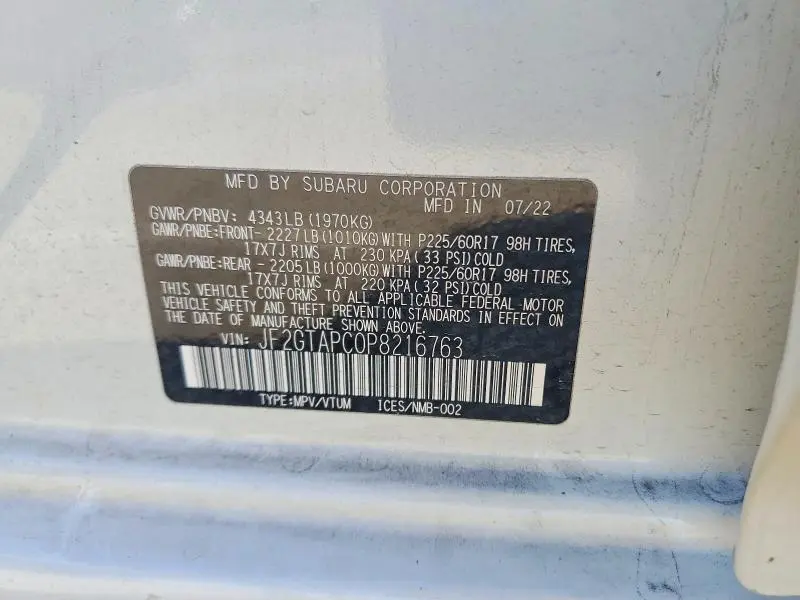 MFD BY SUBARU CORPORATION
MFD IN 07/22
GVWR/PNBV: 4343LB (1970KG)
GAWR/PNBE:FRONT- 2227LB(1010KG)WITH P225/60R17 98H TIRES,
17X7J RIMS AT 230 KPA(33 PSI)COLD
GAWR/PNBE:REAR - 2205LB(1000KG)WITH P225/60R17 98H TIRES,
17X7J RIMS AT 220 KPA(32 PSI)COLD
THIS VEHICLE CONFORMS TO ALL APPLICABLE FEDERAL MOTOR
VEHICLE SAFETY AND THEFT PREVENTION STANDARDS IN EFFECT ON
THE DATE OF MANUFACTURE SHOWN ABOVE.
VIN: JF2GTAPC0P8216763
TYPE:MPV/VTUM ICES/NMB-002